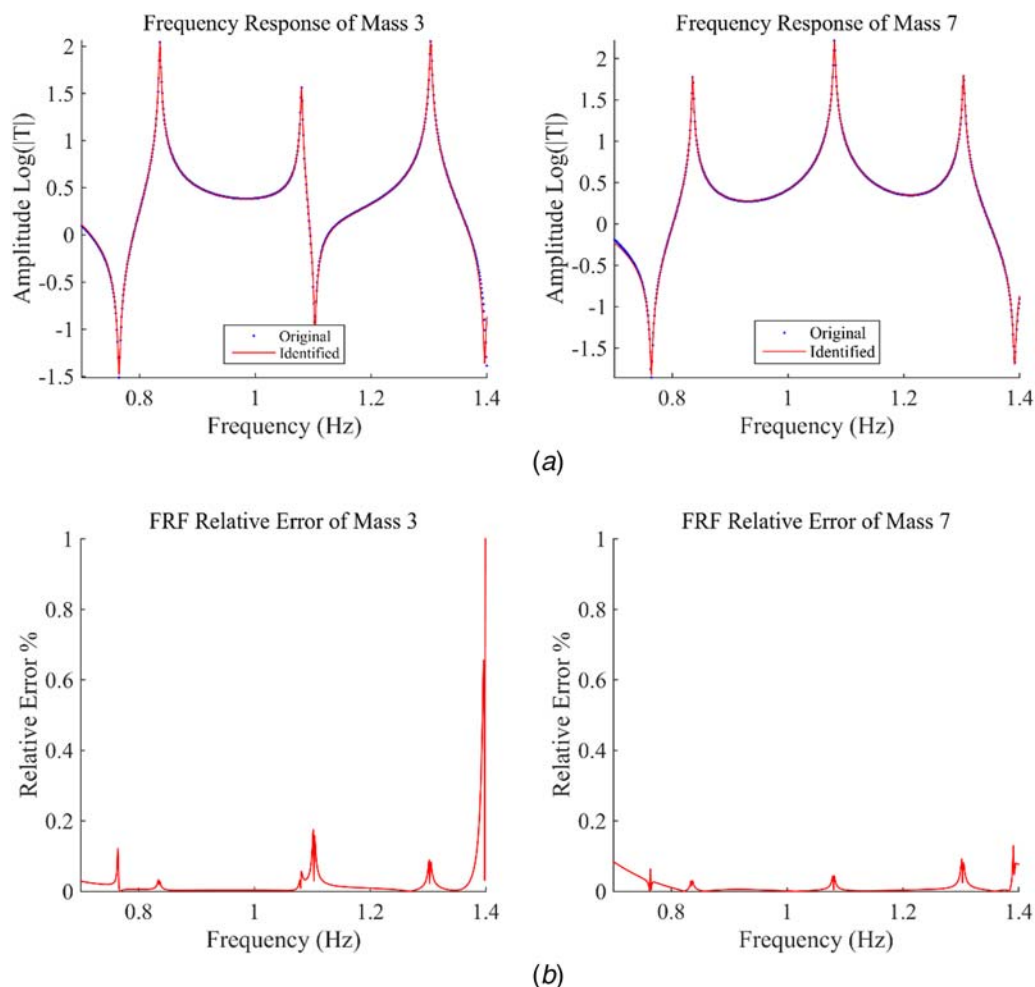 (a)
Frequency Response of Mass 3
Amplitude Log(|T|)
2
1.5
1
0.5
0
-0.5
-1
-1.5
Original
Identified
0.8
1
1.2
1.4
Frequency (Hz)
Frequency Response of Mass 7
Amplitude Log(|T|)
2
1.5
1
0.5
0
-0.5
-1
-1.5
Original
Identified
0.8
1
1.2
1.4
Frequency (Hz)
(b)
FRF Relative Error of Mass 3
Relative Error %
1
0.8
0.6
0.4
0.2
0
0.8
1
1.2
1.4
Frequency (Hz)
FRF Relative Error of Mass 7
Relative Error %
1
0.8
0.6
0.4
0.2
0
0.8
1
1.2
1.4
Frequency (Hz)